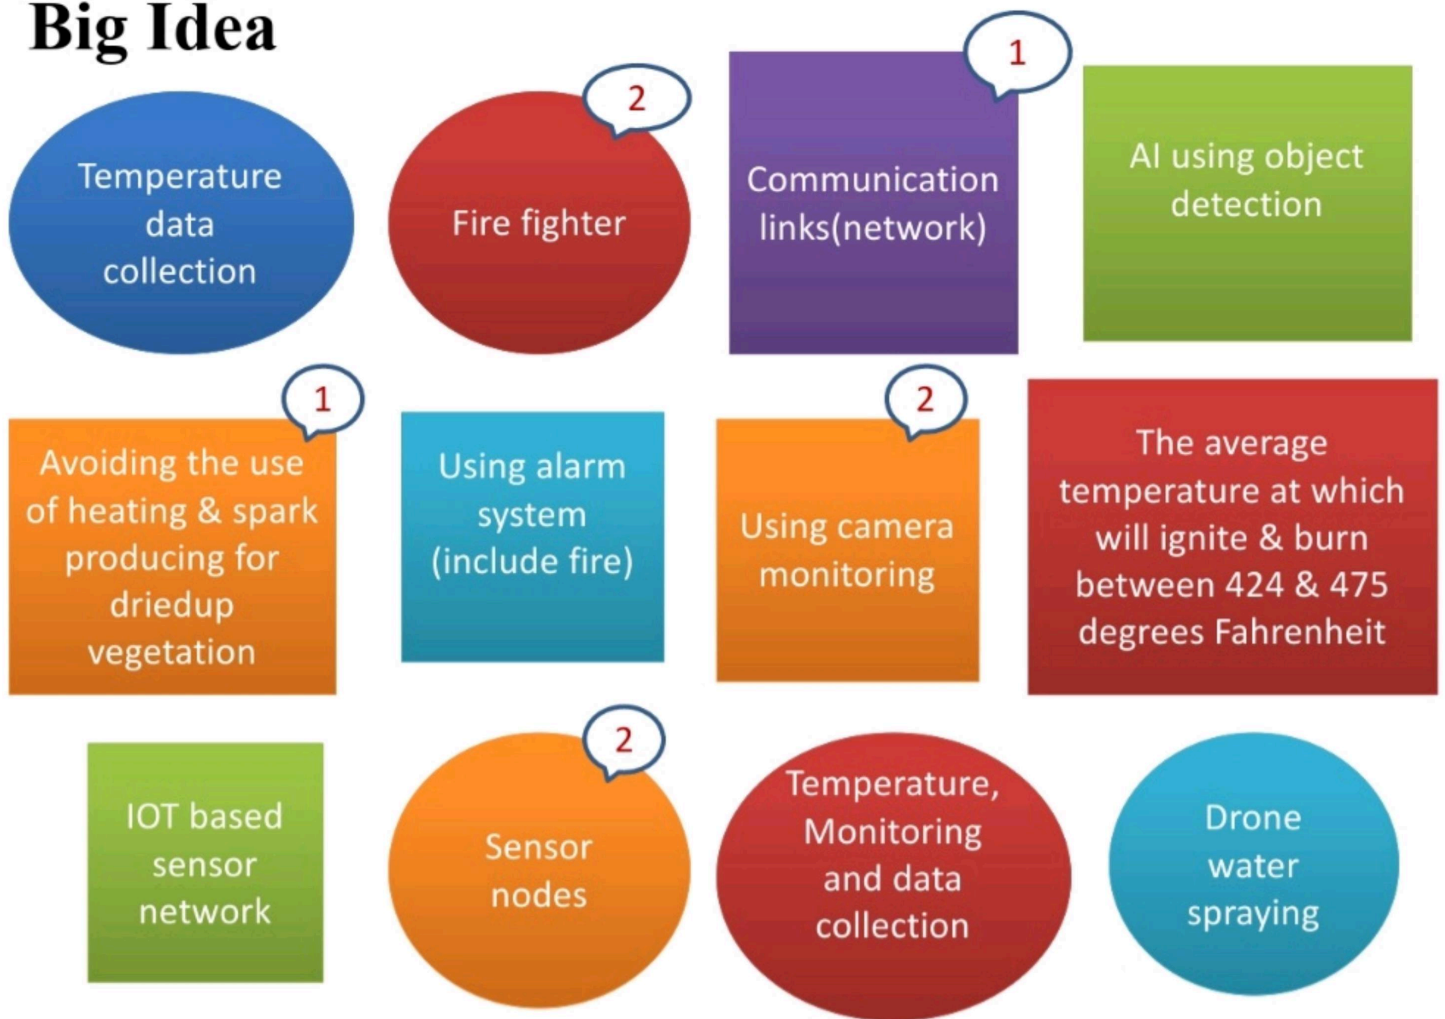 Big Idea
Temperature
data
collection
2
Fire fighter
1
Communication
links(network)
AI using object
detection
1
Avoiding the use
of heating & spark
producing for
driedup
vegetation
Using alarm
system
(include fire)
2
Using camera
monitoring
The average
temperature at which
will ignite & burn
between 424 & 475
degrees Fahrenheit
IOT based
sensor
network
2
Sensor
nodes
Temperature,
Monitoring
and data
collection
Drone
water
spraying